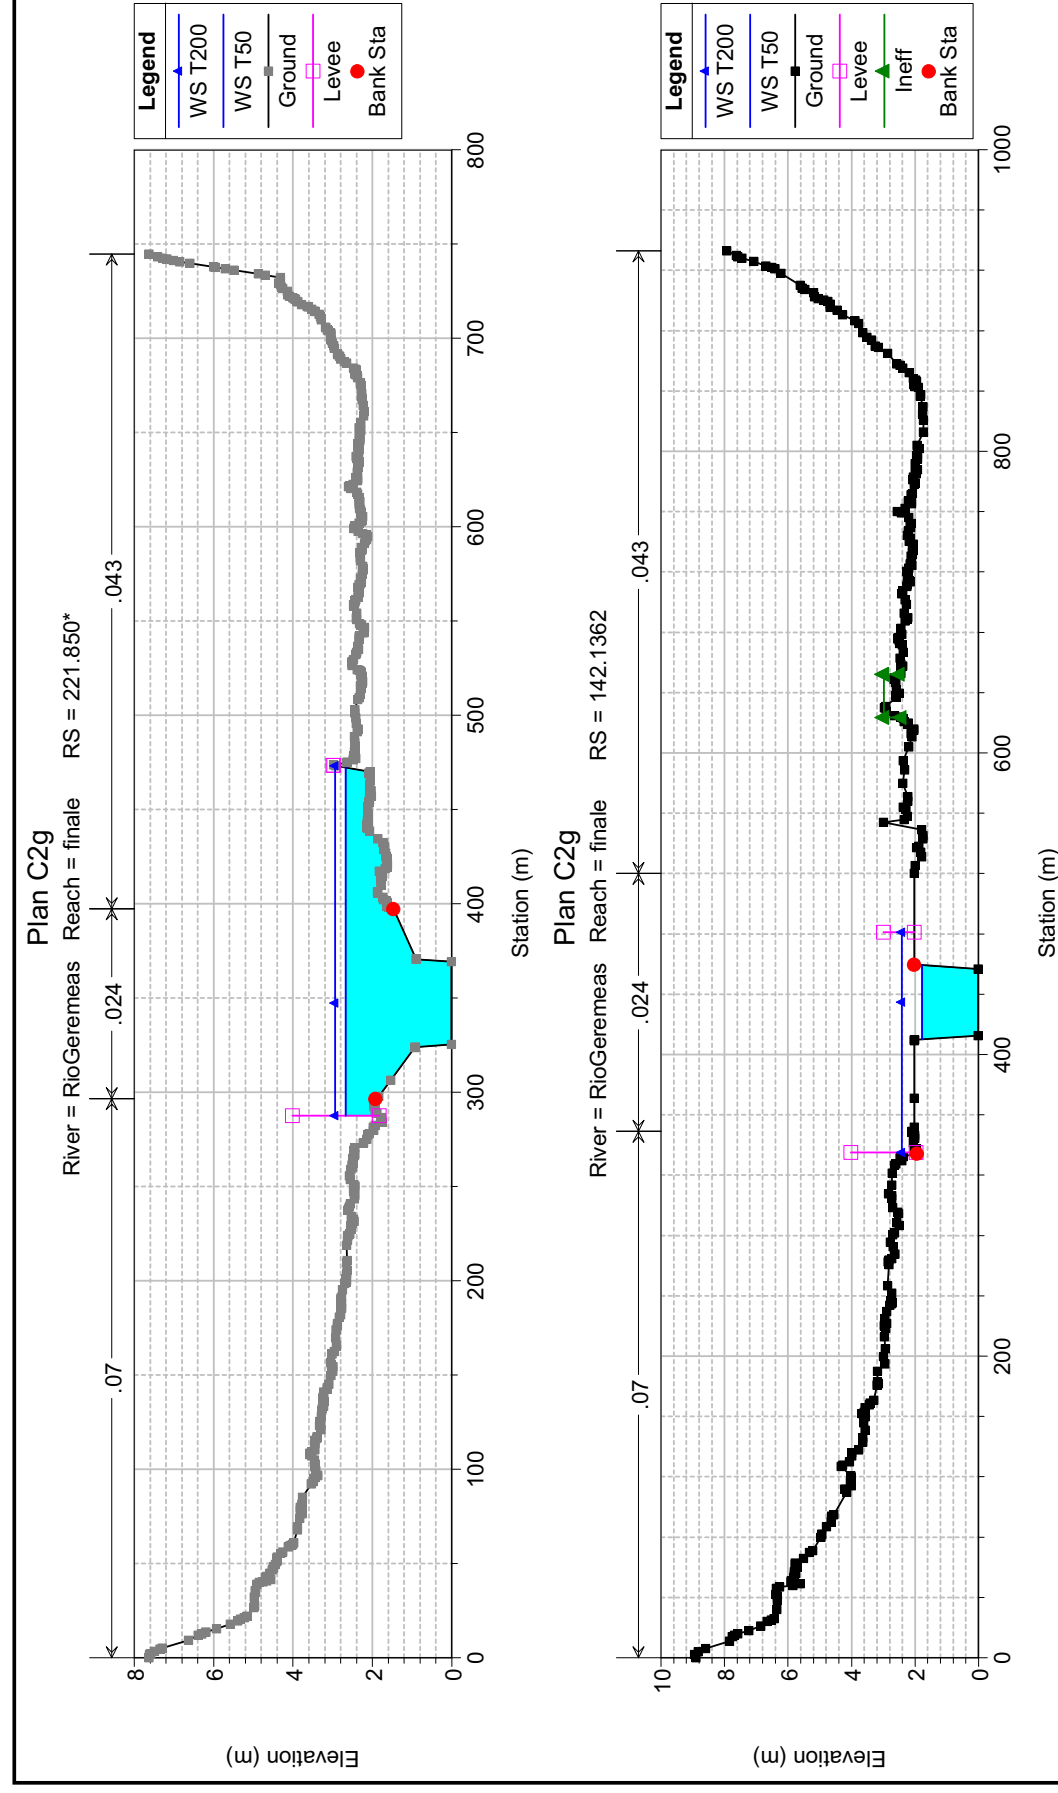 Plan C2g
River = RioGeremeas   Reach = finale      RS = 221.850*
.07
.024
.043
Elevation (m)
8
6
4
2
0
0
100
200
300
400
500
600
700
800
Station (m)
Legend
WS T200
WS T50
Ground
Levee
Bank Sta
Plan C2g
River = RioGeremeas   Reach = finale      RS = 142.1362
.07
.024
.043
Elevation (m)
10
8
6
4
2
0
0
200
400
600
800
1000
Station (m)
Legend
WS T200
WS T50
Ground
Levee
Ineff
Bank Sta